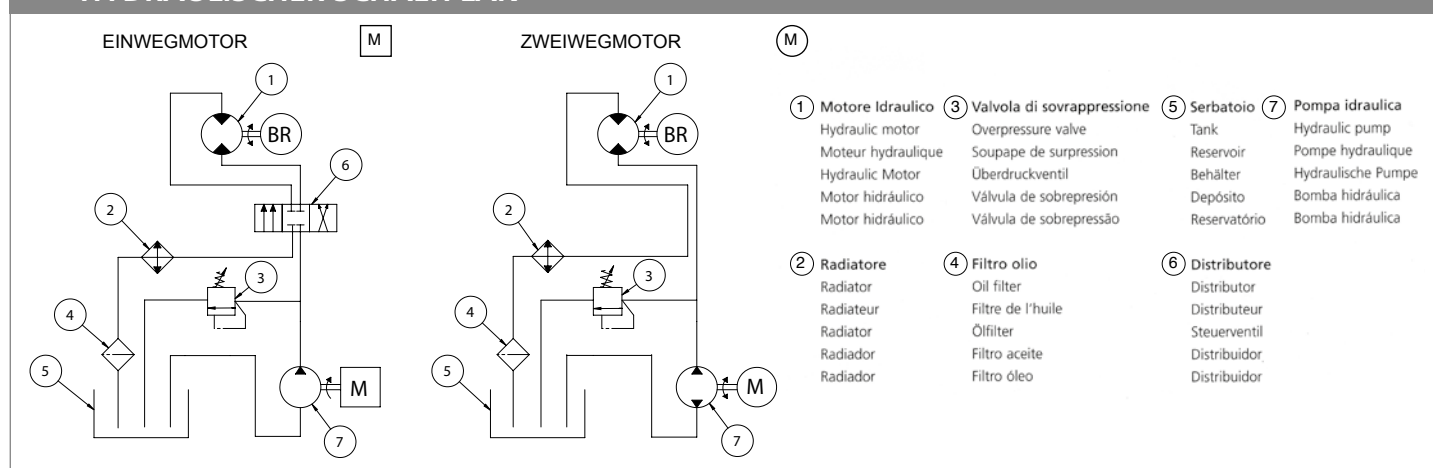 HYDRAULISCHER SCHALTPLAN
EINWEGMOTOR
M
ZWEIWEGMOTOR
M
1
BR
6
2
3
4
5
M
7
1
BR
2
3
4
5
M
7
1 Motore Idraulico
Hydraulic motor
Moteur hydraulique
Hydraulic Motor
Motor hidráulico
Motor hidráulico
3 Valvola di sovrappressione
Overpressure valve
Soupape de surpression
Überdruckventil
Válvula de sobrepresión
Válvula de sobrepressão
5 Serbatoio
Tank
Reservoir
Behälter
Depósito
Reservatório
7 Pompa idraulica
Hydraulic pump
Pompe hydraulique
Hydraulische Pumpe
Bomba hidráulica
Bomba hidráulica
2 Radiatore
Radiator
Radiateur
Radiator
Radiador
Radiador
4 Filtro olio
Oil filter
Filtre de l'huile
Ölfilter
Filtro aceite
Filtro óleo
6 Distributore
Distributor
Distributeur
Steuerventil
Distribuidor
Distribuidor